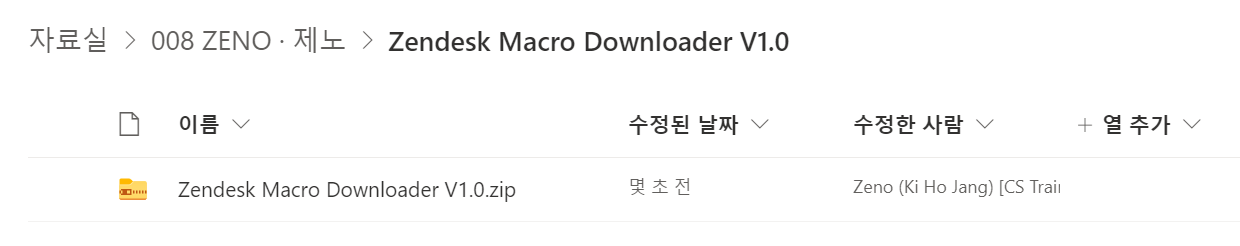 자료실 > 008 ZENO · 제노 > Zendesk Macro Downloader V1.0
이름 수정된 날짜 수정한 사람 + 열 추가
Zendesk Macro Downloader V1.0.zip 몇 초 전 Zeno (Ki Ho Jang) [CS Trai